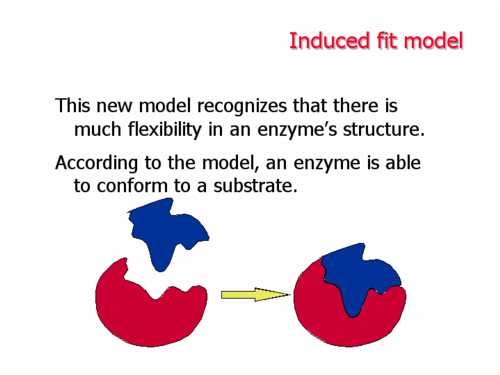 Induced fit model
This new model recognizes that there is
much flexibility in an enzyme's structure.
According to the model, an enzyme is able
to conform to a substrate.